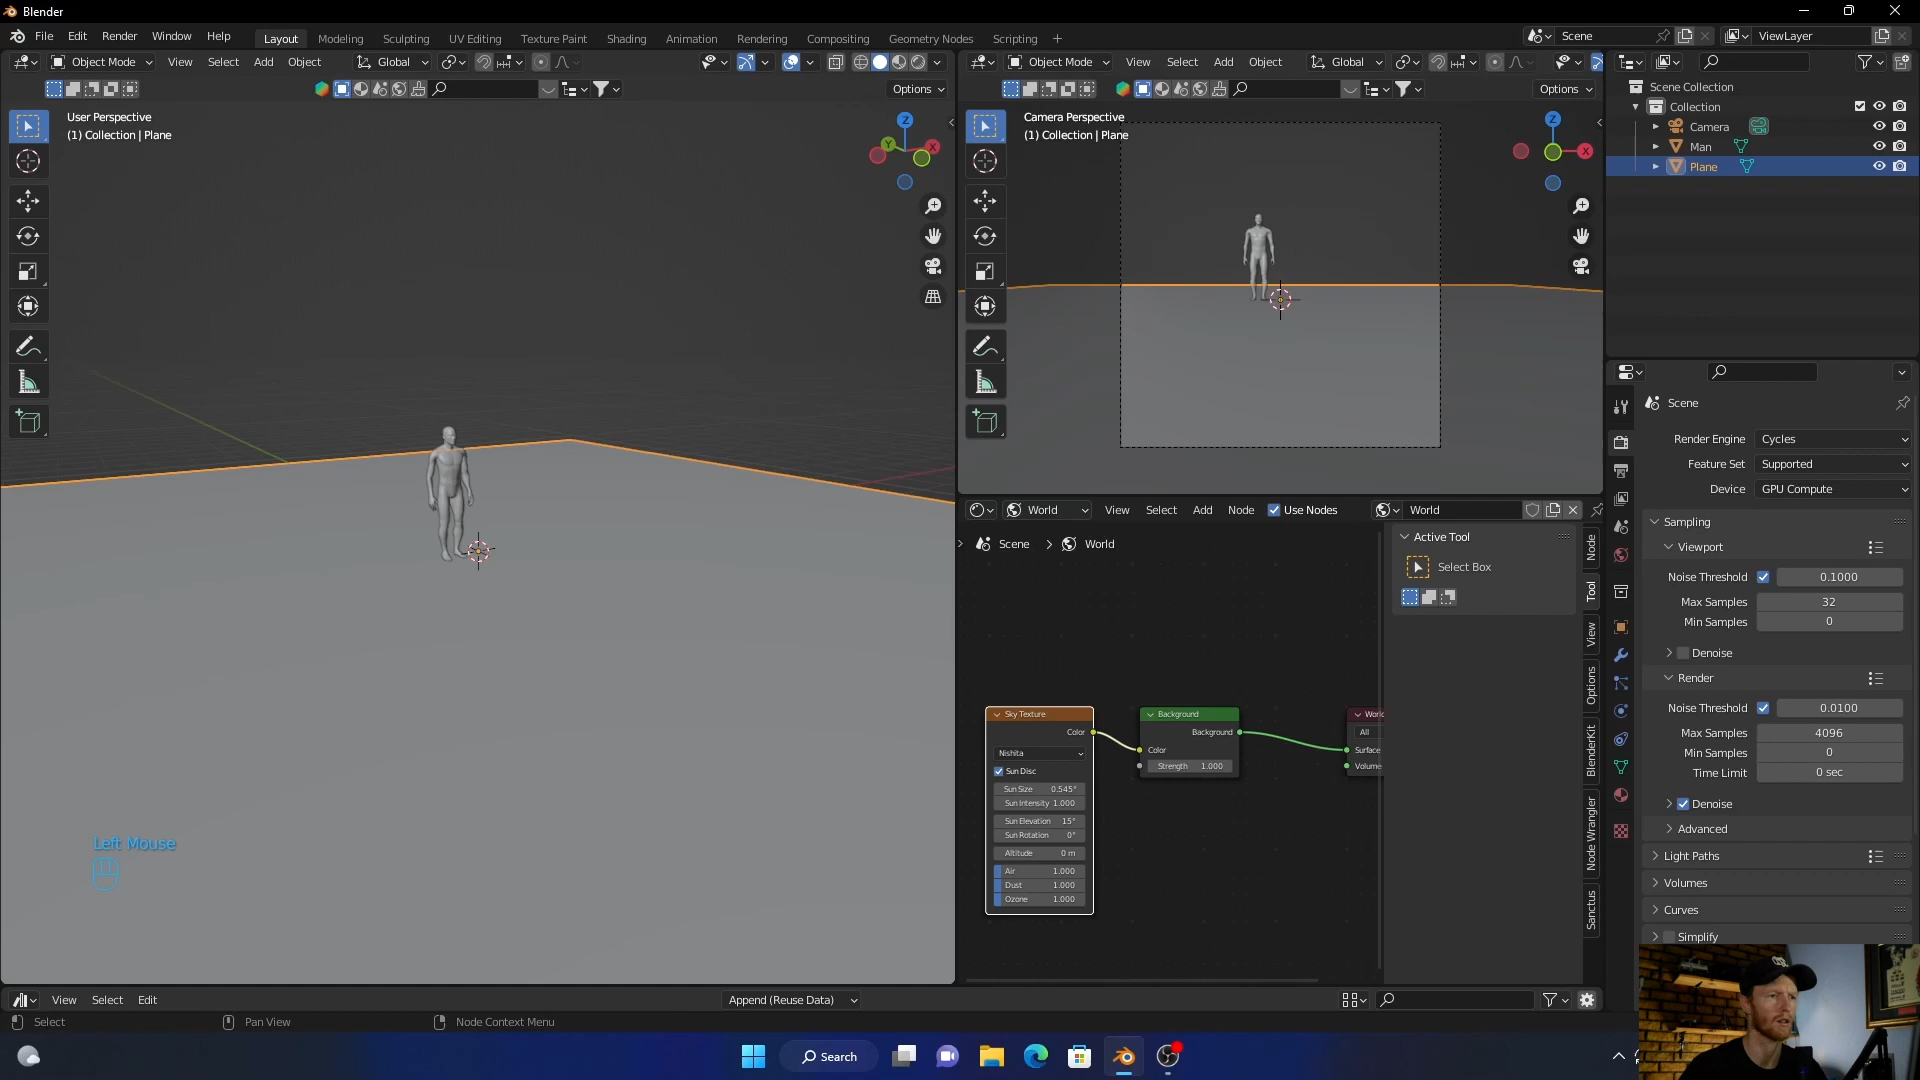 Blender
File Edit Render Window Help
Layout Modeling Sculpting UV Editing Texture Paint Shading Animation Rendering Compositing Geometry Nodes Scripting +
Scene
ViewLayer
Object Mode View Select Add Object Global
Options
User Perspective
(1) Collection | Plane
Z
Y
X
Left Mouse
Object Mode View Select Add Object Global
Options
Camera Perspective
(1) Collection | Plane
Z
X
World View Select Add Node Use Nodes World
Scene > World
Active Tool
Select Box
Node
Tool
View
Options
BlenderKit
Node Wrangler
Sanctus
Sky Texture
Color
Nishita
Sun Disc
Sun Size 0.545°
Sun Intensity 1.000
Sun Elevation 15°
Sun Rotation 0°
Altitude 0 m
Air 1.000
Dust 1.000
Ozone 1.000
Background
Background
Color
Strength 1.000
All
Surface
Volume
Scene Collection
Collection
Camera
Man
Plane
Scene
Render Engine Cycles
Feature Set Supported
Device GPU Compute
Sampling
Viewport
Noise Threshold 0.1000
Max Samples 32
Min Samples 0
Denoise
Render
Noise Threshold 0.0100
Max Samples 4096
Min Samples 0
Time Limit 0 sec
Denoise
Advanced
Light Paths
Volumes
Curves
Simplify
View Select Edit
Append (Reuse Data)
Select Pan View Node Context Menu
Search